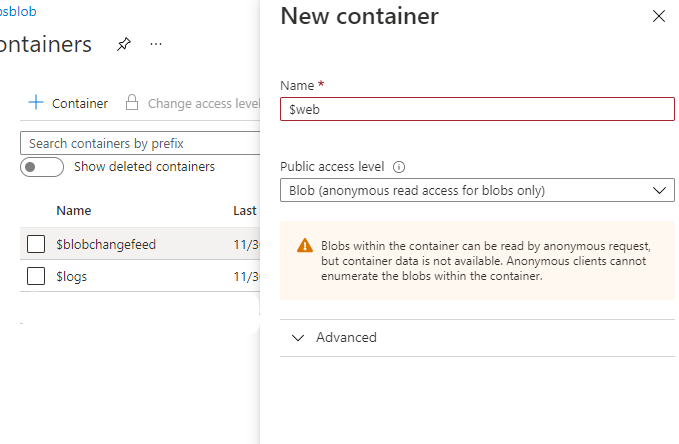 osblob
ontainers
...
Container
Change access level
Search containers by prefix
Show deleted containers
Name
Last
$blobchangefeed
11/3
$logs
11/3
New container
Name *
$web
Public access level
Blob (anonymous read access for blobs only)
Blobs within the container can be read by anonymous request,
but container data is not available. Anonymous clients cannot
enumerate the blobs within the container.
Advanced